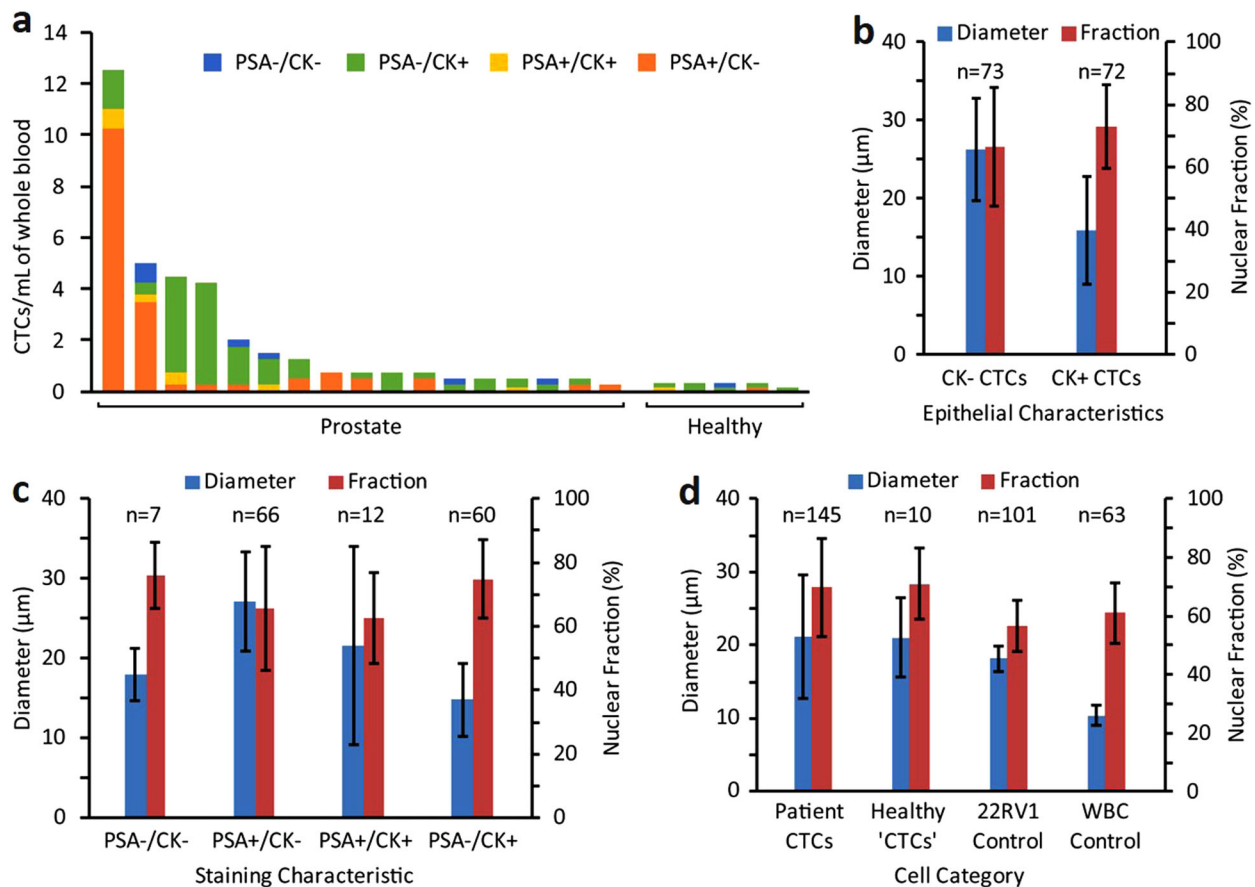 a
14
12
10
8
6
4
2
0
CTCs/mL of whole blood
PSA-/CK- PSA-/CK+ PSA+/CK+ PSA+/CK-
Prostate Healthy
b
Diameter Fraction
n=73 n=72
40
30
20
10
0
Diameter (µm)
100
80
60
40
20
0
Nuclear Fraction (%)
CK- CTCs CK+ CTCs
Epithelial Characteristics
c
Diameter Fraction
n=7 n=66 n=12 n=60
40
30
20
10
0
Diameter (µm)
100
80
60
40
20
0
Nuclear Fraction (%)
PSA-/CK- PSA+/CK- PSA+/CK+ PSA-/CK+
Staining Characteristic
d
Diameter Fraction
n=145 n=10 n=101 n=63
40
30
20
10
0
Diameter (µm)
100
80
60
40
20
0
Nuclear Fraction (%)
Patient Healthy 22RV1 WBC
CTCs 'CTCs' Control Control
Cell Category